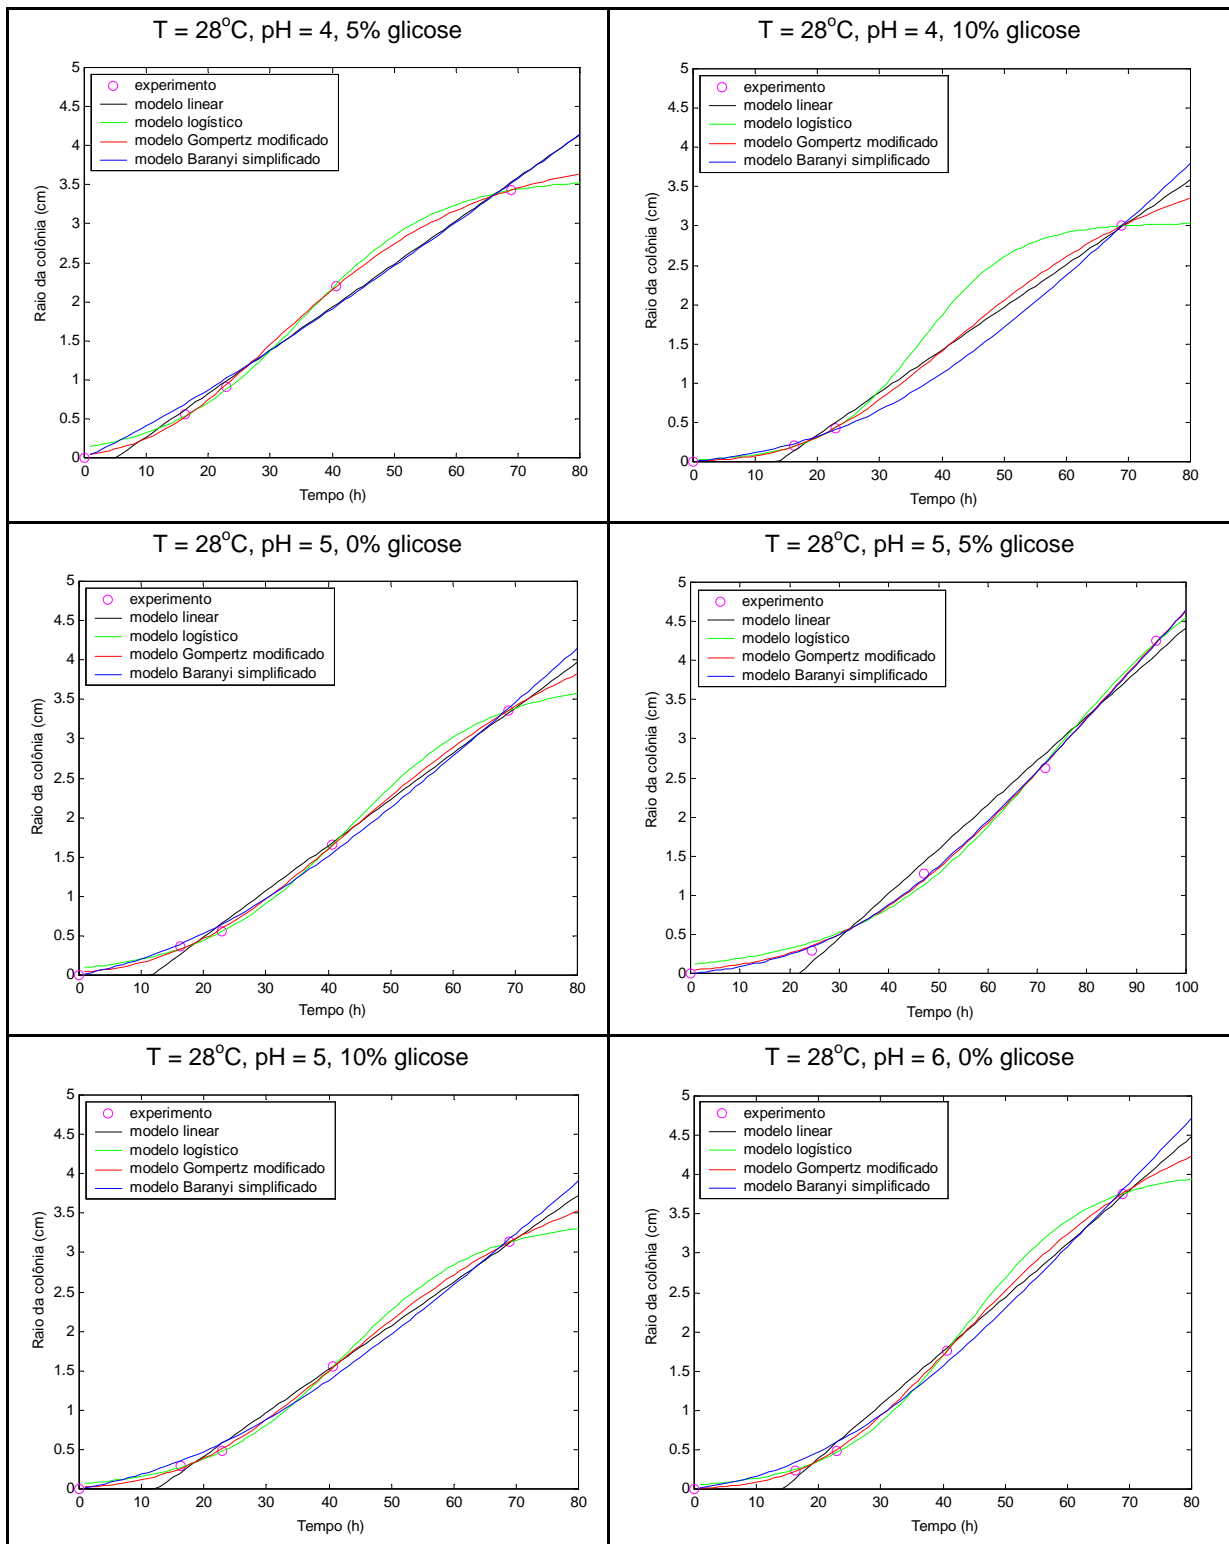 T = 28°C, pH = 4, 5% glicose
5
4.5
4
3.5
3
2.5
2
1.5
1
0.5
0
Raio da colônia (cm)
experimento
modelo linear
modelo logístico
modelo Gompertz modificado
modelo Baranyi simplificado
0 10 20 30 40 50 60 70 80
Tempo (h)
T = 28°C, pH = 4, 10% glicose
5
4.5
4
3.5
3
2.5
2
1.5
1
0.5
0
Raio da colônia (cm)
experimento
modelo linear
modelo logístico
modelo Gompertz modificado
modelo Baranyi simplificado
0 10 20 30 40 50 60 70 80
Tempo (h)
T = 28°C, pH = 5, 0% glicose
5
4.5
4
3.5
3
2.5
2
1.5
1
0.5
0
Raio da colônia (cm)
experimento
modelo linear
modelo logístico
modelo Gompertz modificado
modelo Baranyi simplificado
0 10 20 30 40 50 60 70 80
Tempo (h)
T = 28°C, pH = 5, 5% glicose
5
4.5
4
3.5
3
2.5
2
1.5
1
0.5
0
Raio da colônia (cm)
experimento
modelo linear
modelo logístico
modelo Gompertz modificado
modelo Baranyi simplificado
0 10 20 30 40 50 60 70 80 90 100
Tempo (h)
T = 28°C, pH = 5, 10% glicose
5
4.5
4
3.5
3
2.5
2
1.5
1
0.5
0
Raio da colônia (cm)
experimento
modelo linear
modelo logístico
modelo Gompertz modificado
modelo Baranyi simplificado
0 10 20 30 40 50 60 70 80
Tempo (h)
T = 28°C, pH = 6, 0% glicose
5
4.5
4
3.5
3
2.5
2
1.5
1
0.5
0
Raio da colônia (cm)
experimento
modelo linear
modelo logístico
modelo Gompertz modificado
modelo Baranyi simplificado
0 10 20 30 40 50 60 70 80
Tempo (h)